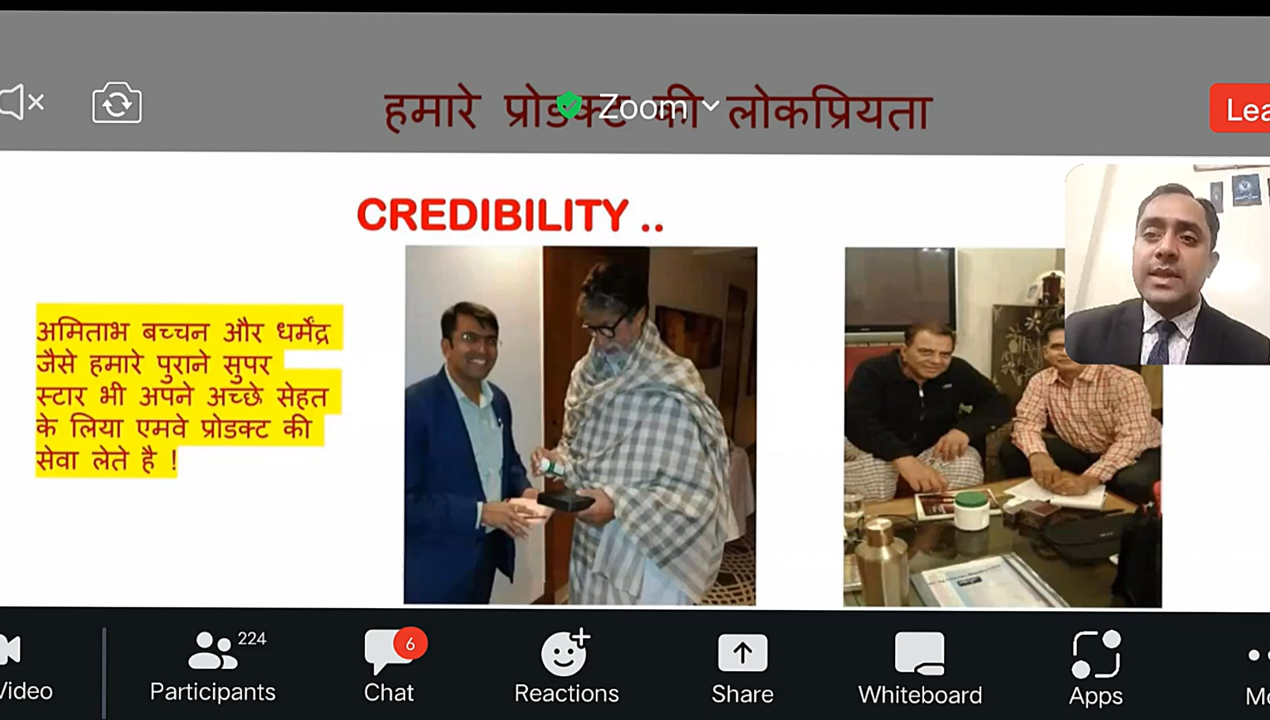 हमारे प्रोडक्ट की लोकप्रियता
Zoom
Lea
CREDIBILITY ..
अमिताभ बच्चन और धर्मेंद्र
जैसे हमारे पुराने सुपर
स्टार भी अपने अच्छे सेहत
के लिया एमवे प्रोडक्ट की
सेवा लेते है !
224
6
Video
Participants
Chat
Reactions
Share
Whiteboard
Apps
Mo